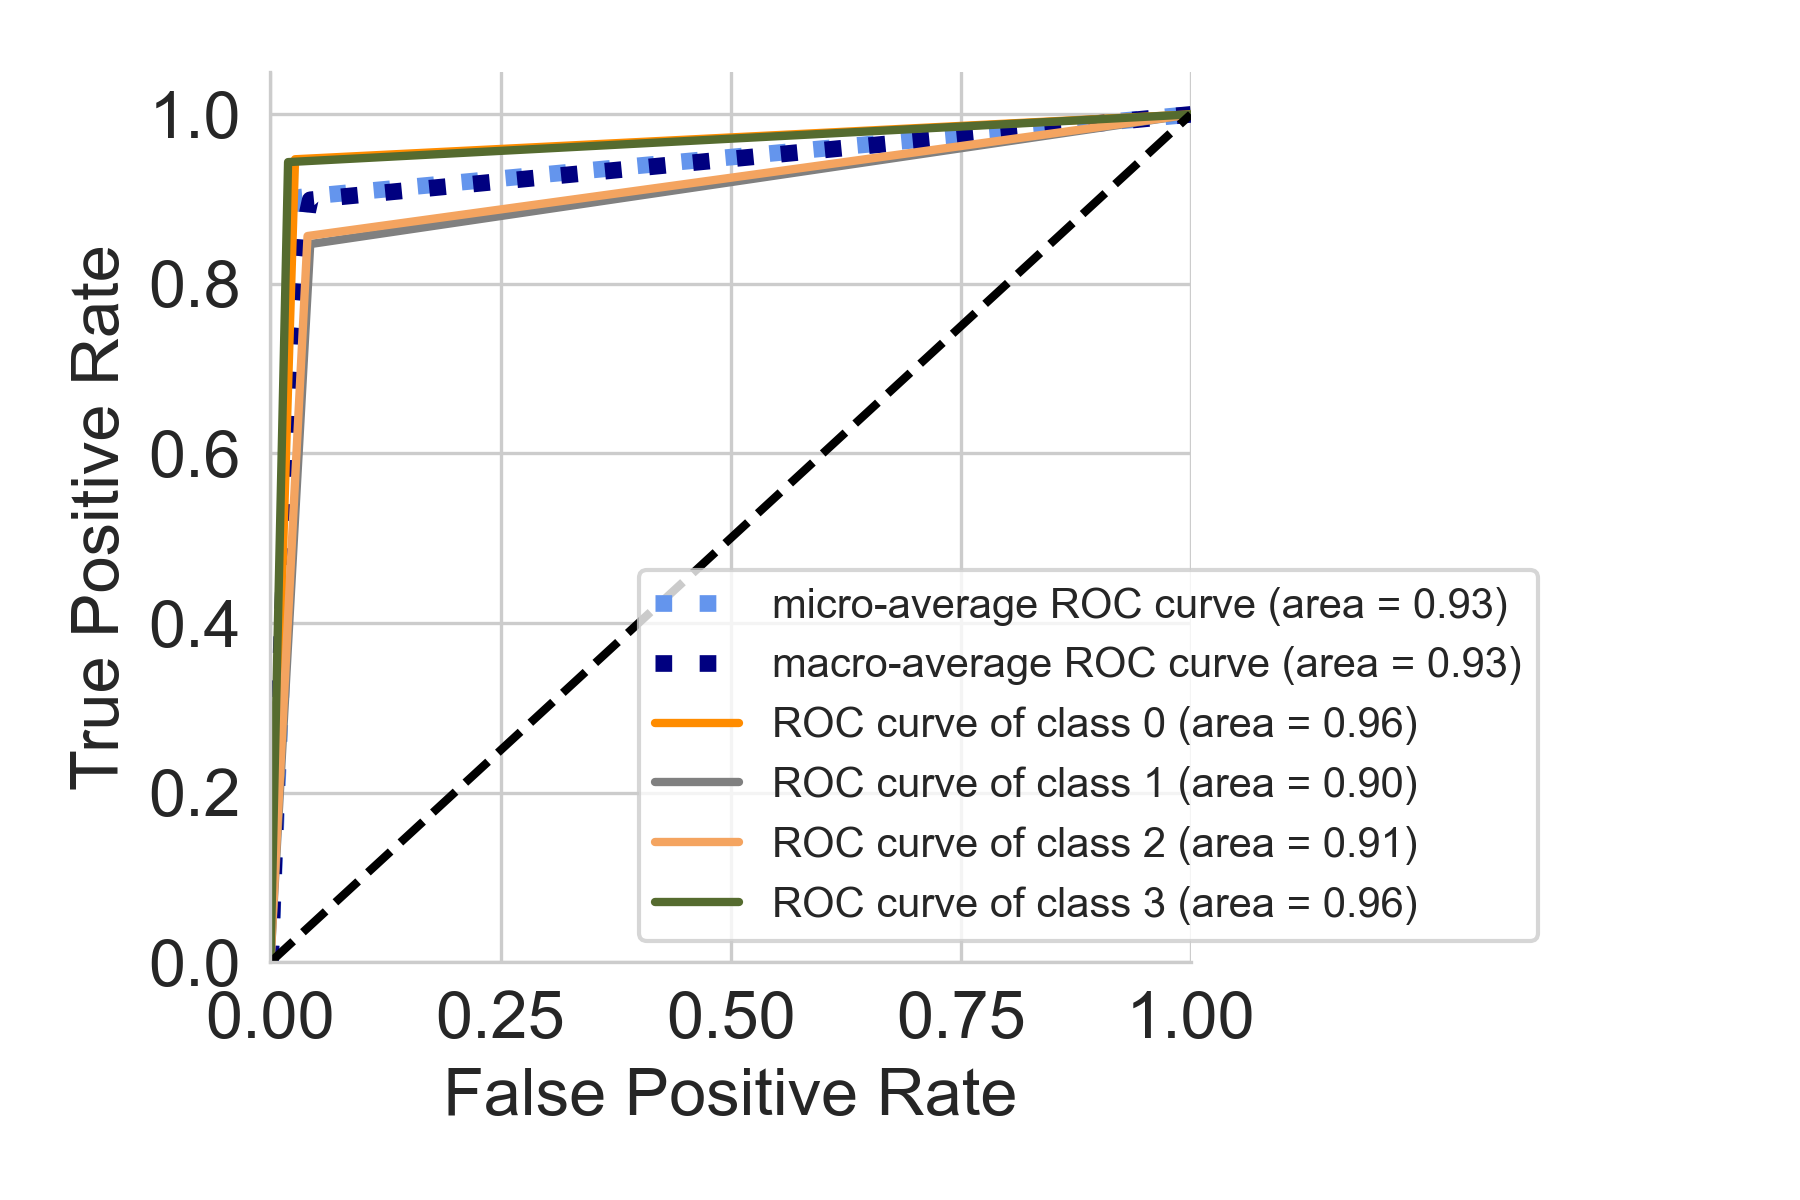 True Positive Rate
1.0
0.8
0.6
0.4
0.2
0.0
0.00 0.25 0.50 0.75 1.00
False Positive Rate
micro-average ROC curve (area = 0.93)
macro-average ROC curve (area = 0.93)
ROC curve of class 0 (area = 0.96)
ROC curve of class 1 (area = 0.90)
ROC curve of class 2 (area = 0.91)
ROC curve of class 3 (area = 0.96)